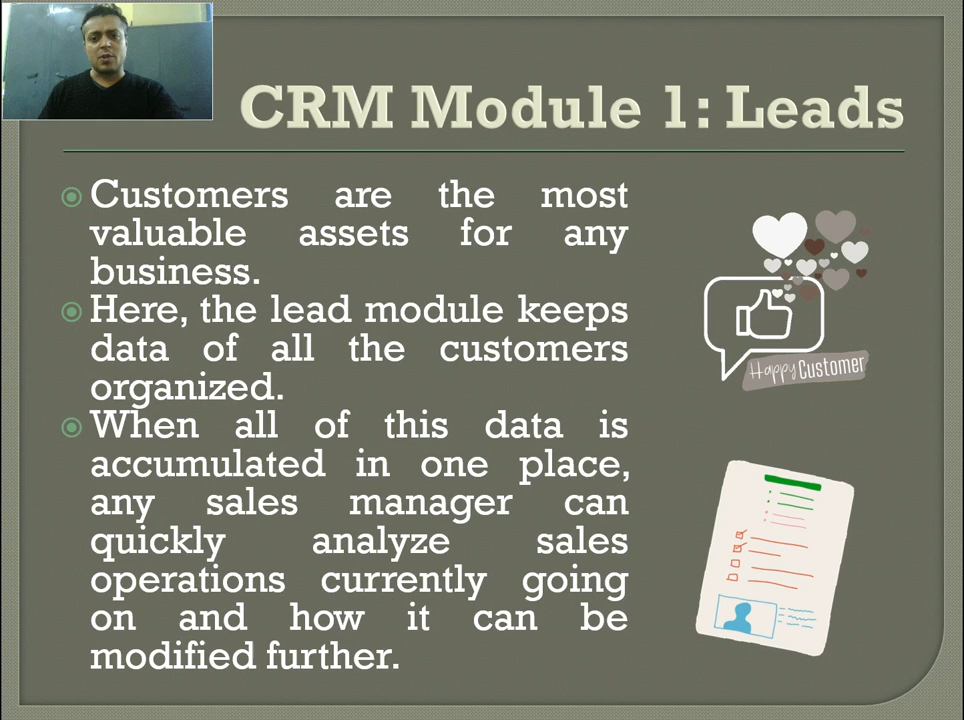 CRM Module 1: Leads
Customers are the most
valuable assets for any
business.
Here, the lead module keeps
data of all the customers
organized.
When all of this data is
accumulated in one place,
any sales manager can
quickly analyze sales
operations currently going
on and how it can be
modified further.
Happy Customer